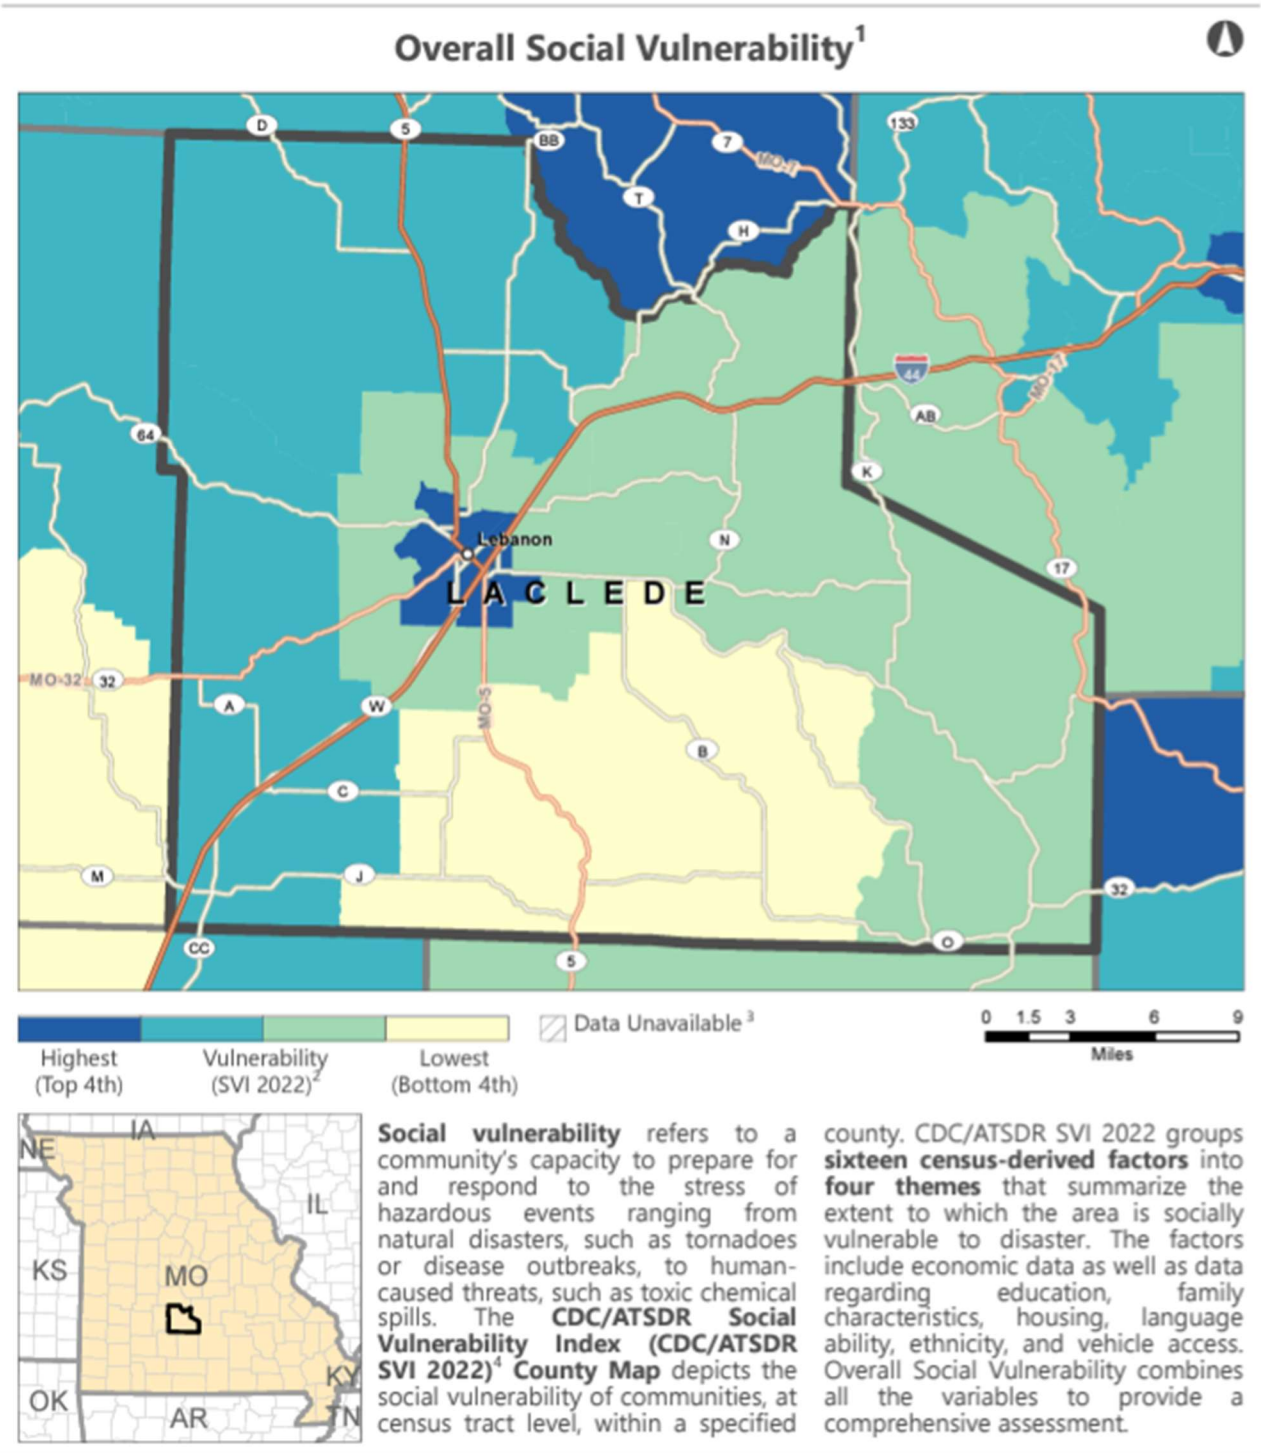 Overall Social Vulnerability1
D
5
BB
7
MO-7
133
T
H
44
MO-17
AB
64
K
Lebanon
N
17
LACLEDE
MO-32
32
A
W
MO-5
B
C
M
J
32
CC
O
5
Highest
(Top 4th)
Vulnerability
(SVI 2022)2
Lowest
(Bottom 4th)
Data Unavailable3
0 1.5 3 6 9
Miles
IA
NE
IL
KS
MO
KY
OK
AR
TN
Social vulnerability refers to a
community's capacity to prepare for
and respond to the stress of
hazardous events ranging from
natural disasters, such as tornadoes
or disease outbreaks, to human-
caused threats, such as toxic chemical
spills. The CDC/ATSDR Social
Vulnerability Index (CDC/ATSDR
SVI 2022)4 County Map depicts the
social vulnerability of communities, at
census tract level, within a specified
county. CDC/ATSDR SVI 2022 groups
sixteen census-derived factors into
four themes that summarize the
extent to which the area is socially
vulnerable to disaster. The factors
include economic data as well as data
regarding education, family
characteristics, housing, language
ability, ethnicity, and vehicle access.
Overall Social Vulnerability combines
all the variables to provide a
comprehensive assessment.